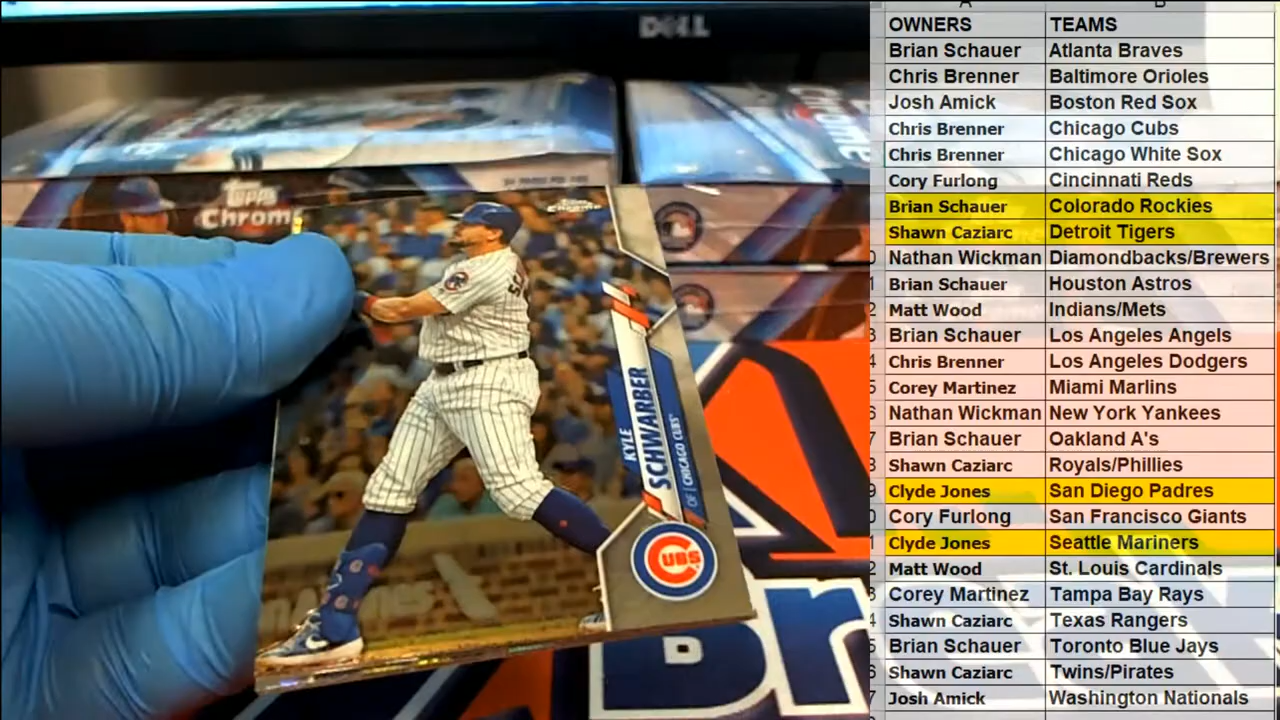 DELL
Topps
Chrome
Chrome
KYLE
SCHWARBER
OF | CHICAGO CUBS
CUBS
Br
A B
OWNERS TEAMS
Brian Schauer Atlanta Braves
Chris Brenner Baltimore Orioles
Josh Amick Boston Red Sox
Chris Brenner Chicago Cubs
Chris Brenner Chicago White Sox
Cory Furlong Cincinnati Reds
Brian Schauer Colorado Rockies
Shawn Caziarc Detroit Tigers
Nathan Wickman Diamondbacks/Brewers
Brian Schauer Houston Astros
Matt Wood Indians/Mets
Brian Schauer Los Angeles Angels
Chris Brenner Los Angeles Dodgers
Corey Martinez Miami Marlins
Nathan Wickman New York Yankees
Brian Schauer Oakland A's
Shawn Caziarc Royals/Phillies
Clyde Jones San Diego Padres
Cory Furlong San Francisco Giants
Clyde Jones Seattle Mariners
Matt Wood St. Louis Cardinals
Corey Martinez Tampa Bay Rays
Shawn Caziarc Texas Rangers
Brian Schauer Toronto Blue Jays
Shawn Caziarc Twins/Pirates
Josh Amick Washington Nationals